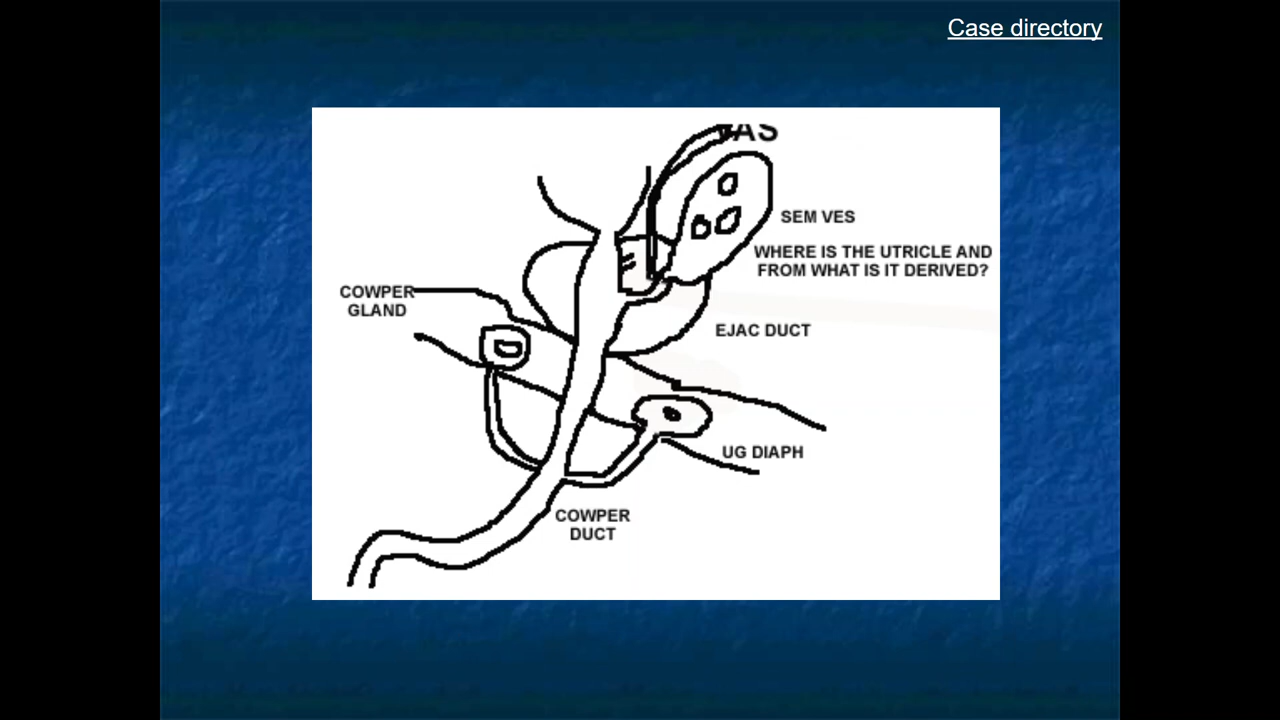 Case directory
VAS
SEM VES
WHERE IS THE UTRICLE AND
FROM WHAT IS IT DERIVED?
COWPER
GLAND
EJAC DUCT
UG DIAPH
COWPER
DUCT